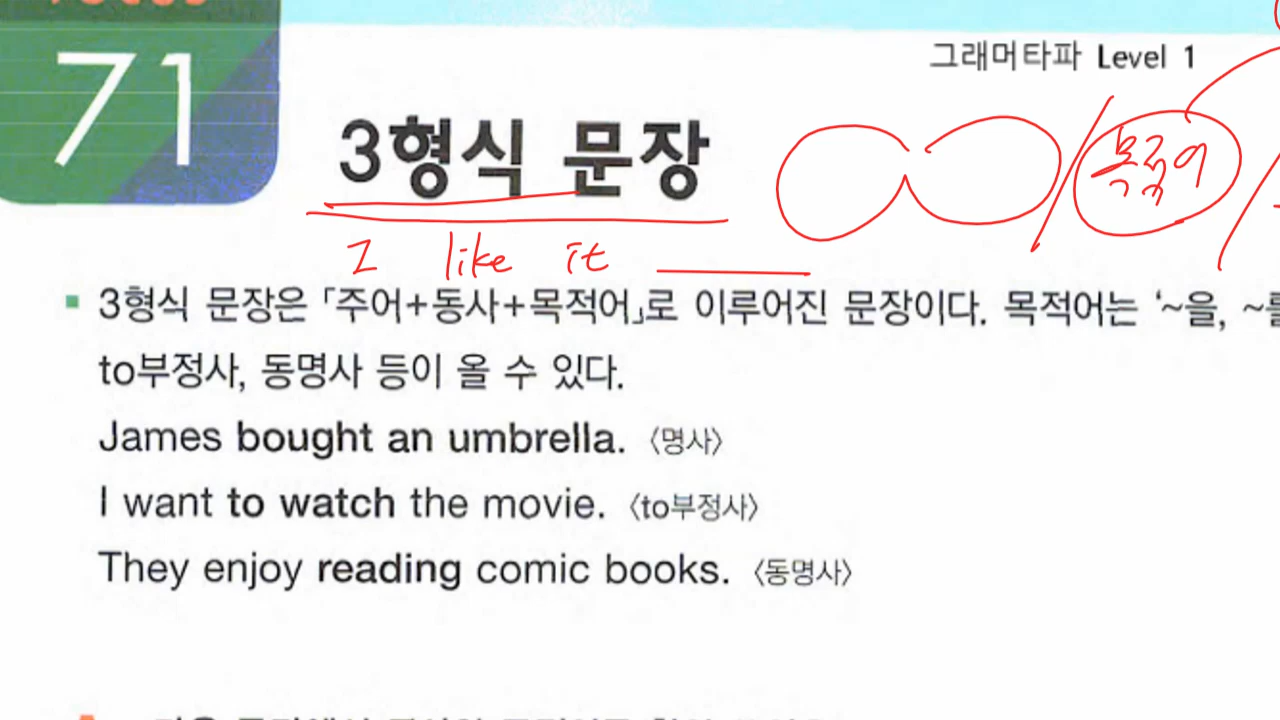 71
그래머타파 Level 1
3형식 문장
목적어
I like it
3형식 문장은 「주어+동사+목적어」로 이루어진 문장이다. 목적어는 '~을, ~를
to부정사, 동명사 등이 올 수 있다.
James bought an umbrella. 〈명사〉
I want to watch the movie. 〈to부정사〉
They enjoy reading comic books. 〈동명사〉